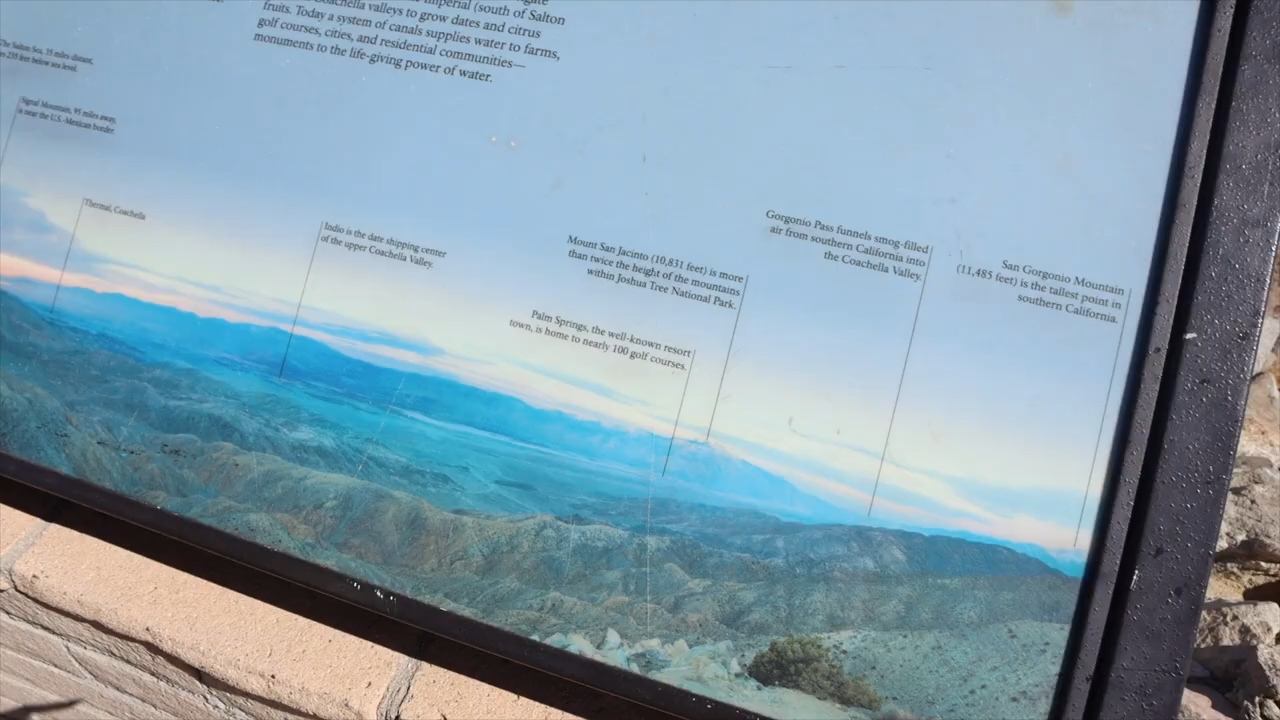 Coachella valleys to grow dates and citrus
fruits. Today a system of canals supplies water to farms,
golf courses, cities, and residential communities—
monuments to the life-giving power of water.
The Salton Sea, 35 miles distant,
is 235 feet below sea level.
Signal Mountain, 95 miles away,
is near the U.S.-Mexican border.
Thermal, Coachella
Indio is the date shipping center
of the upper Coachella Valley.
Mount San Jacinto (10,831 feet) is more
than twice the height of the mountains
within Joshua Tree National Park.
Palm Springs, the well-known resort
town, is home to nearly 100 golf courses.
Gorgonio Pass funnels smog-filled
air from southern California into
the Coachella Valley.
San Gorgonio Mountain
(11,485 feet) is the tallest point in
southern California.